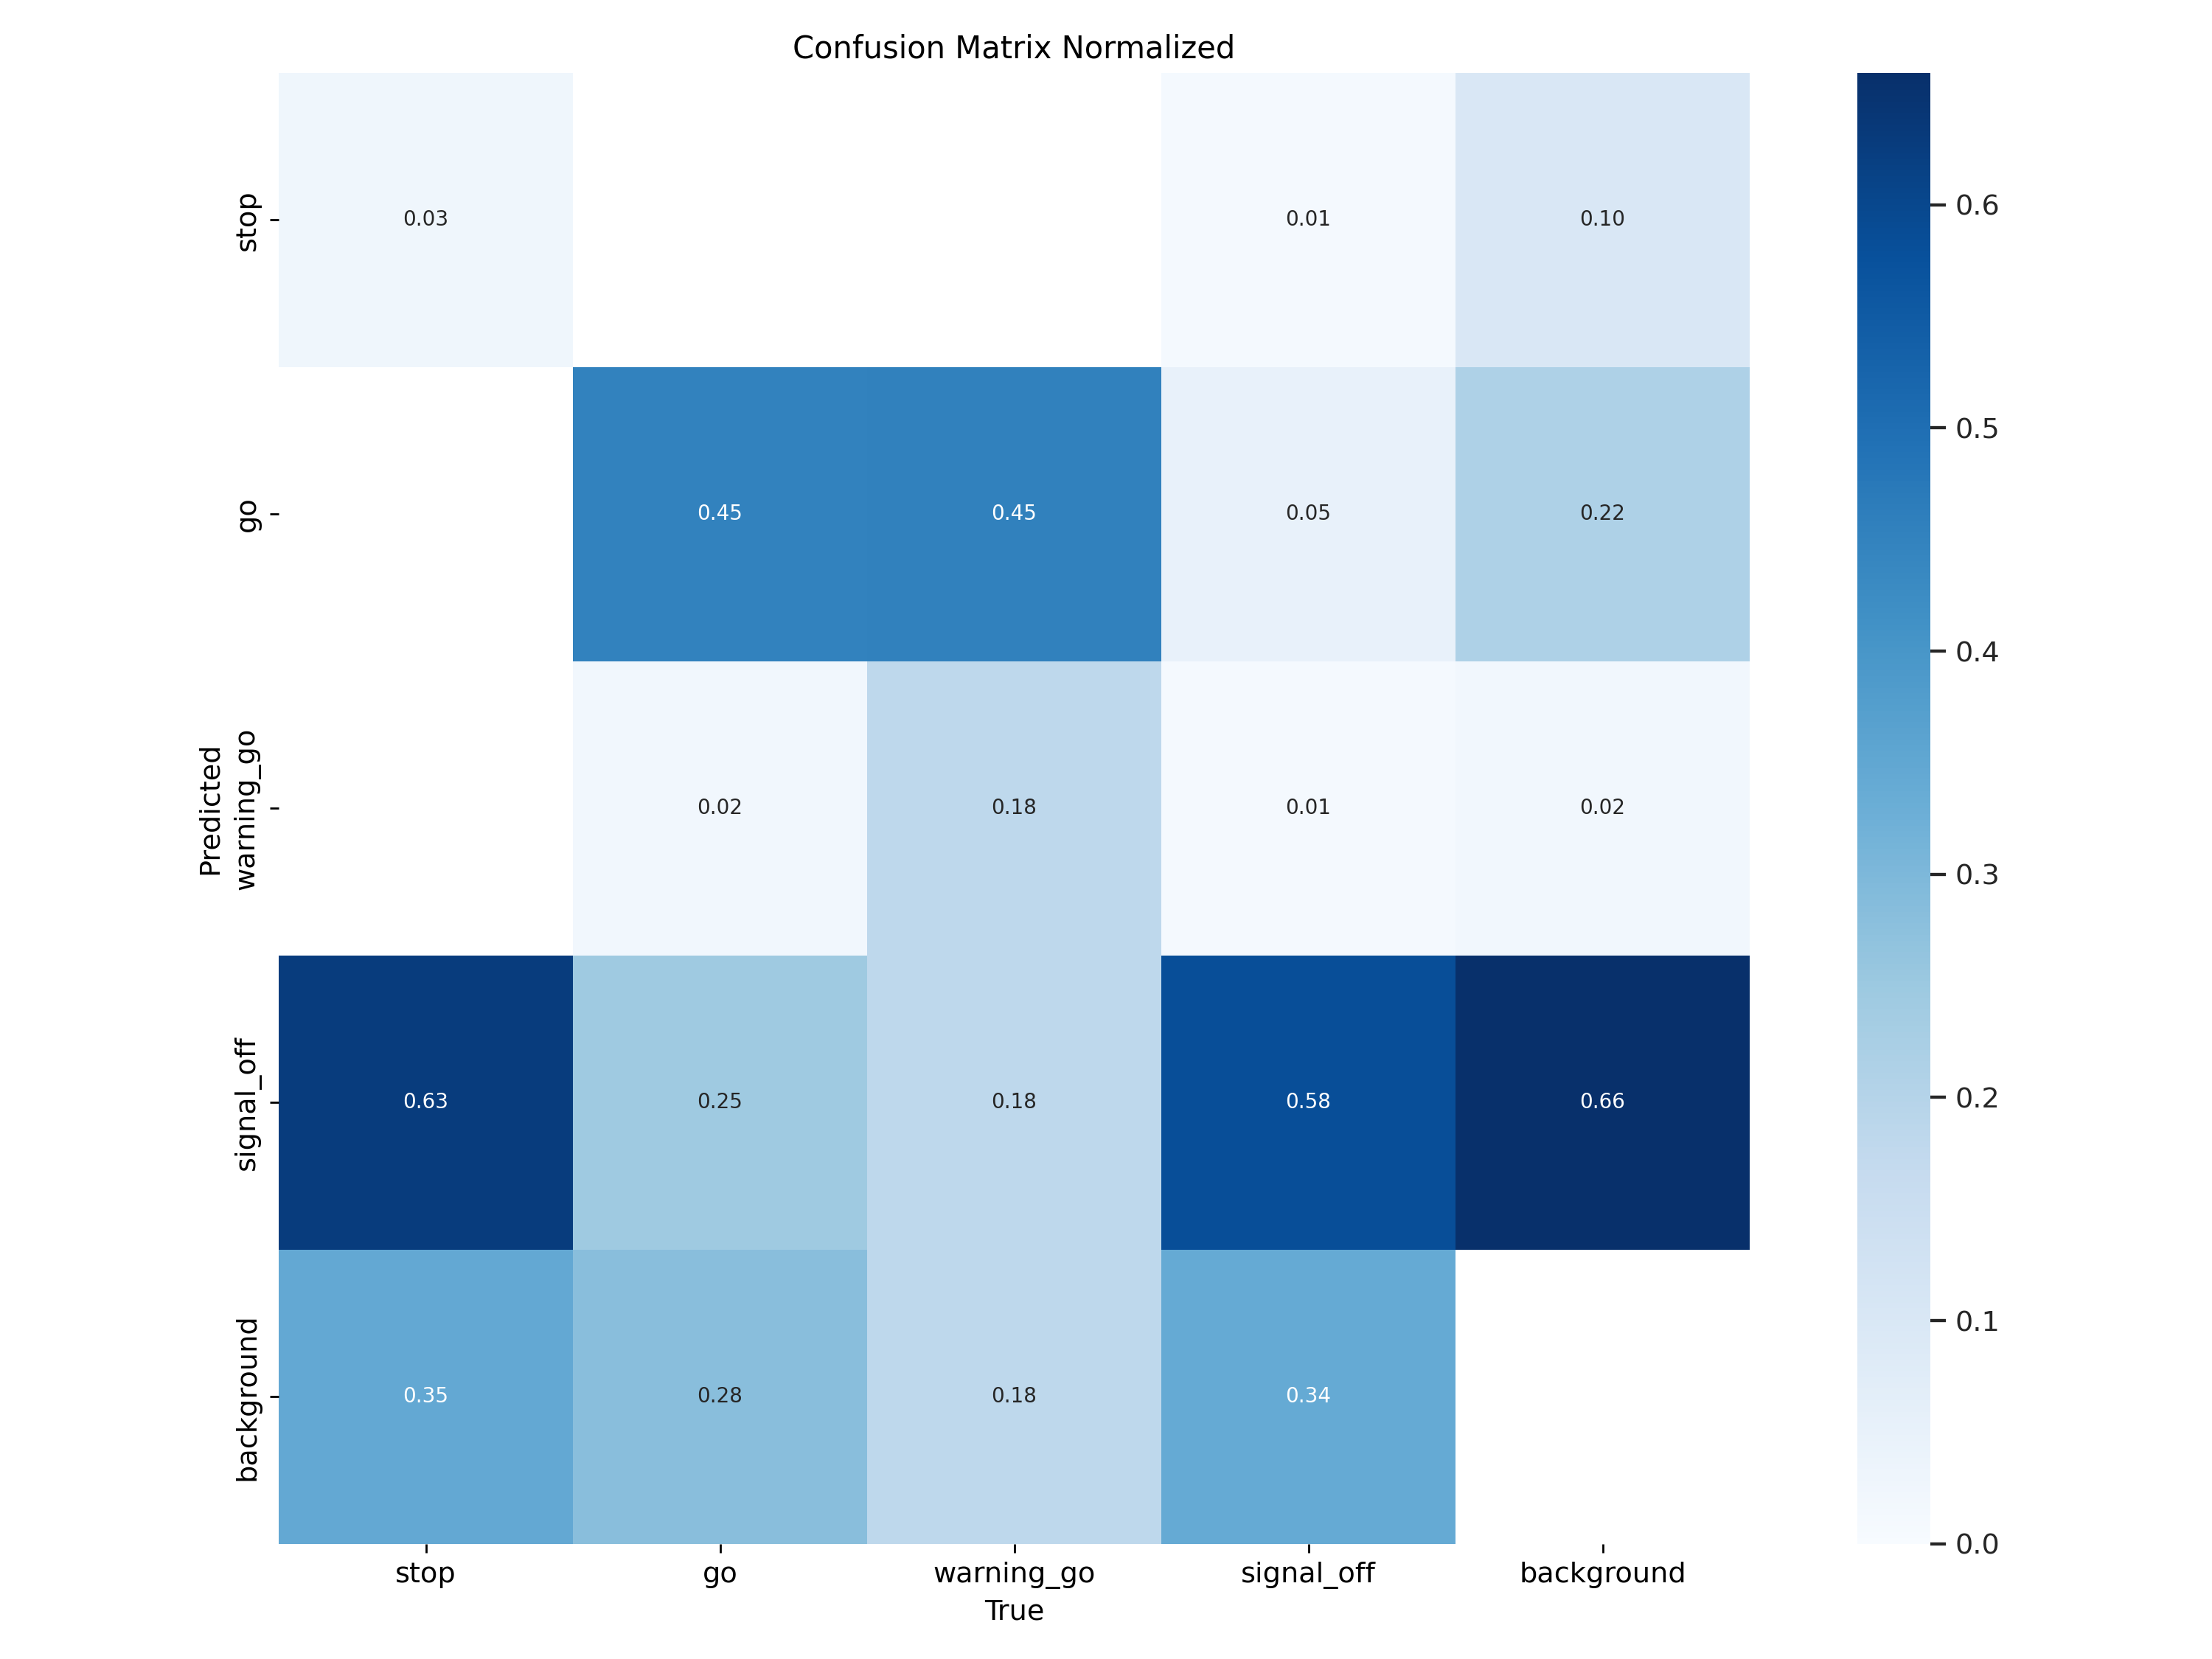 Confusion Matrix Normalized
stop
0.03
0.01
0.10
go
0.45
0.45
0.05
0.22
Predicted
warning_go
0.02
0.18
0.01
0.02
signal_off
0.63
0.25
0.18
0.58
0.66
background
0.35
0.28
0.18
0.34
stop
go
warning_go
signal_off
background
True
0.6
0.5
0.4
0.3
0.2
0.1
0.0